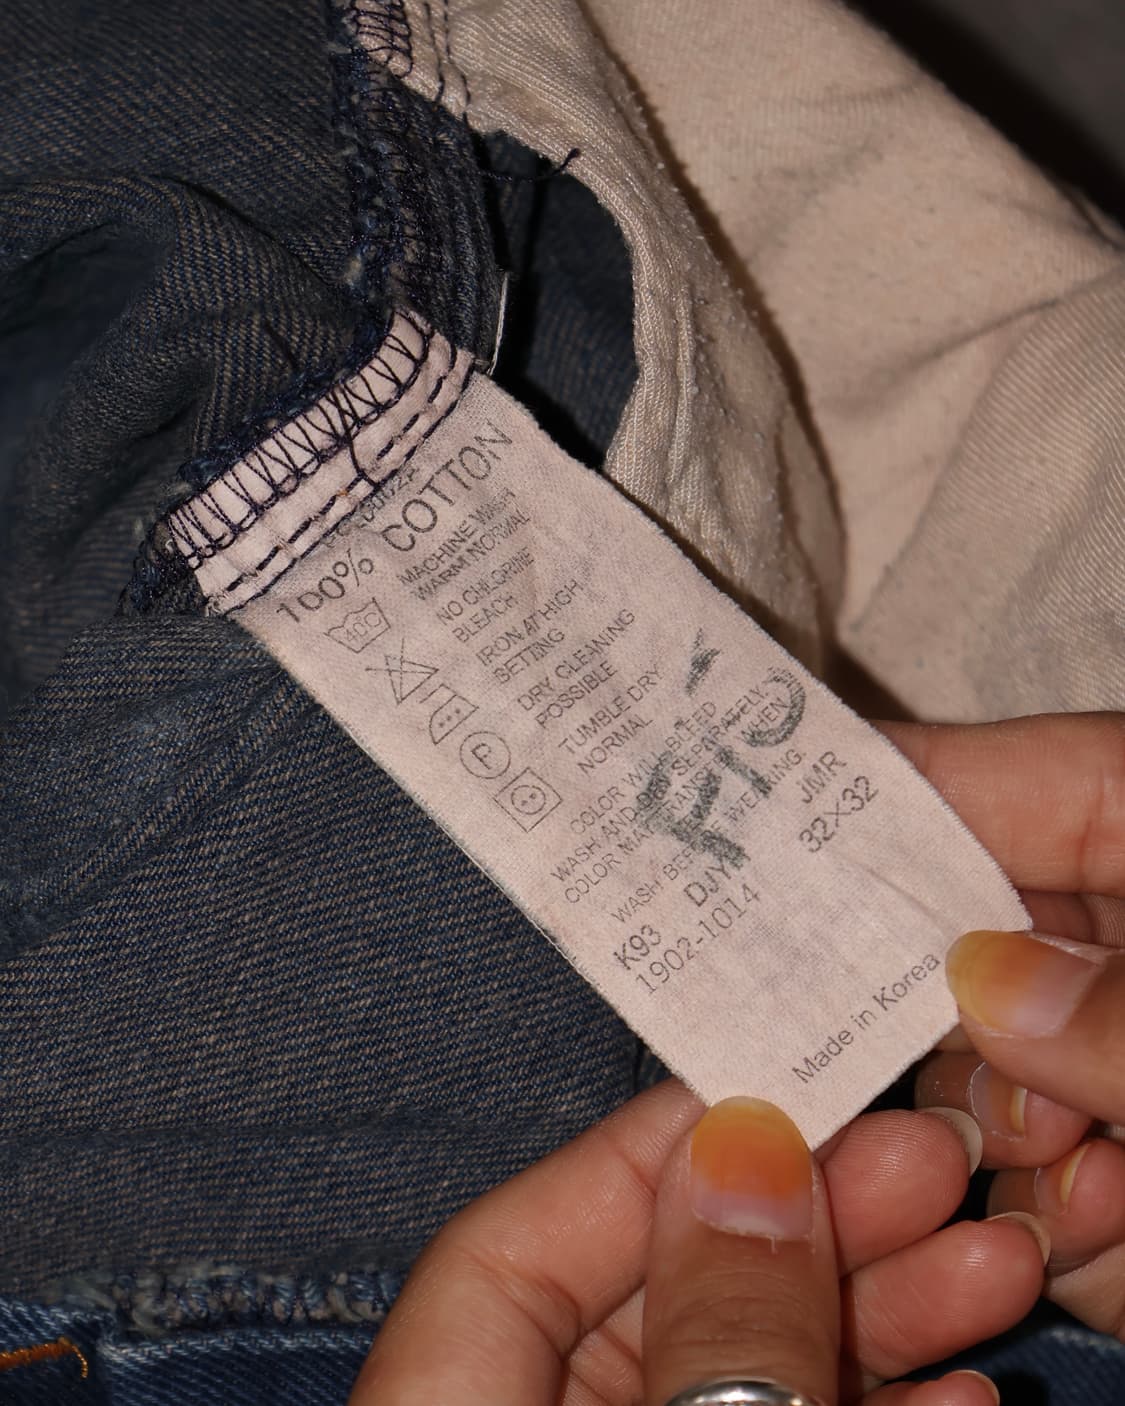 100% COTTON
40C
MACHINE WASH
WARM NORMAL
NO CHLORINE
BLEACH
IRON AT HIGH
SETTING
DRY CLEANING
POSSIBLE
P
TUMBLE DRY
NORMAL
COLOR WILL BLEED
WASH AND SEPARATELY.
COLOR MAY TRANSFER WHEN
WASH BEFORE WEARING.
K93 DJY JMR
1902-1014 32X32
Made in Korea